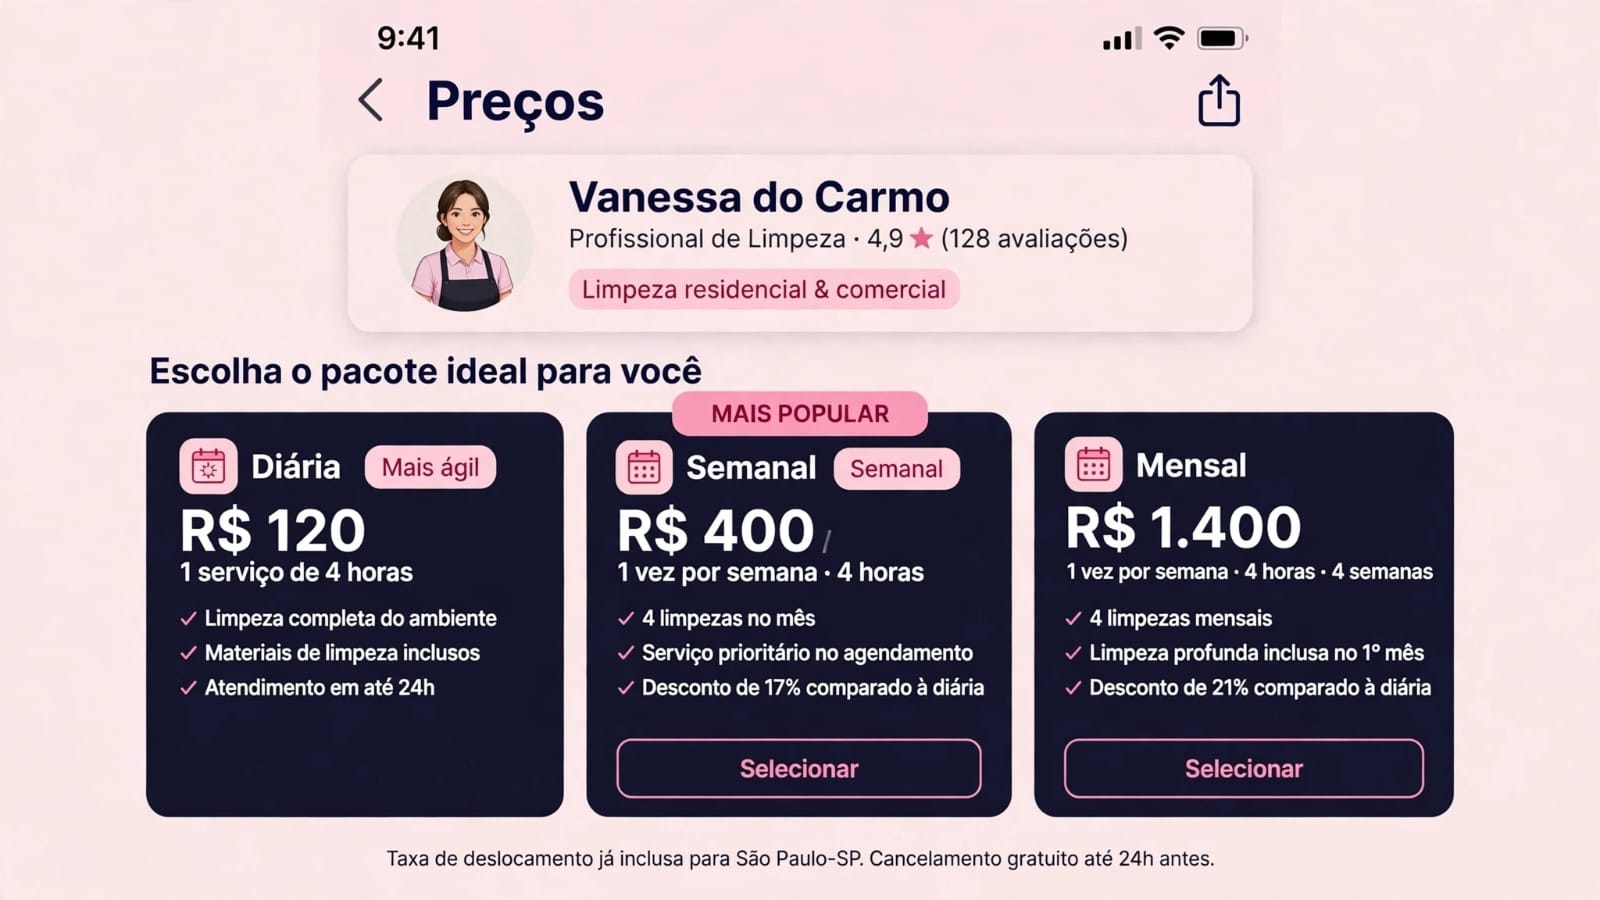 9:41
Preços
Vanessa do Carmo
Profissional de Limpeza · 4,9 ★ (128 avaliações)
Limpeza residencial & comercial
Escolha o pacote ideal para você
Diária
Mais ágil
R$ 120
1 serviço de 4 horas
✓ Limpeza completa do ambiente
✓ Materiais de limpeza inclusos
✓ Atendimento em até 24h
MAIS POPULAR
Semanal
Semanal
R$ 400 /
1 vez por semana · 4 horas
✓ 4 limpezas no mês
✓ Serviço prioritário no agendamento
✓ Desconto de 17% comparado à diária
Selecionar
Mensal
R$ 1.400
1 vez por semana · 4 horas · 4 semanas
✓ 4 limpezas mensais
✓ Limpeza profunda inclusa no 1º mês
✓ Desconto de 21% comparado à diária
Selecionar
Taxa de deslocamento já inclusa para São Paulo-SP. Cancelamento gratuito até 24h antes.